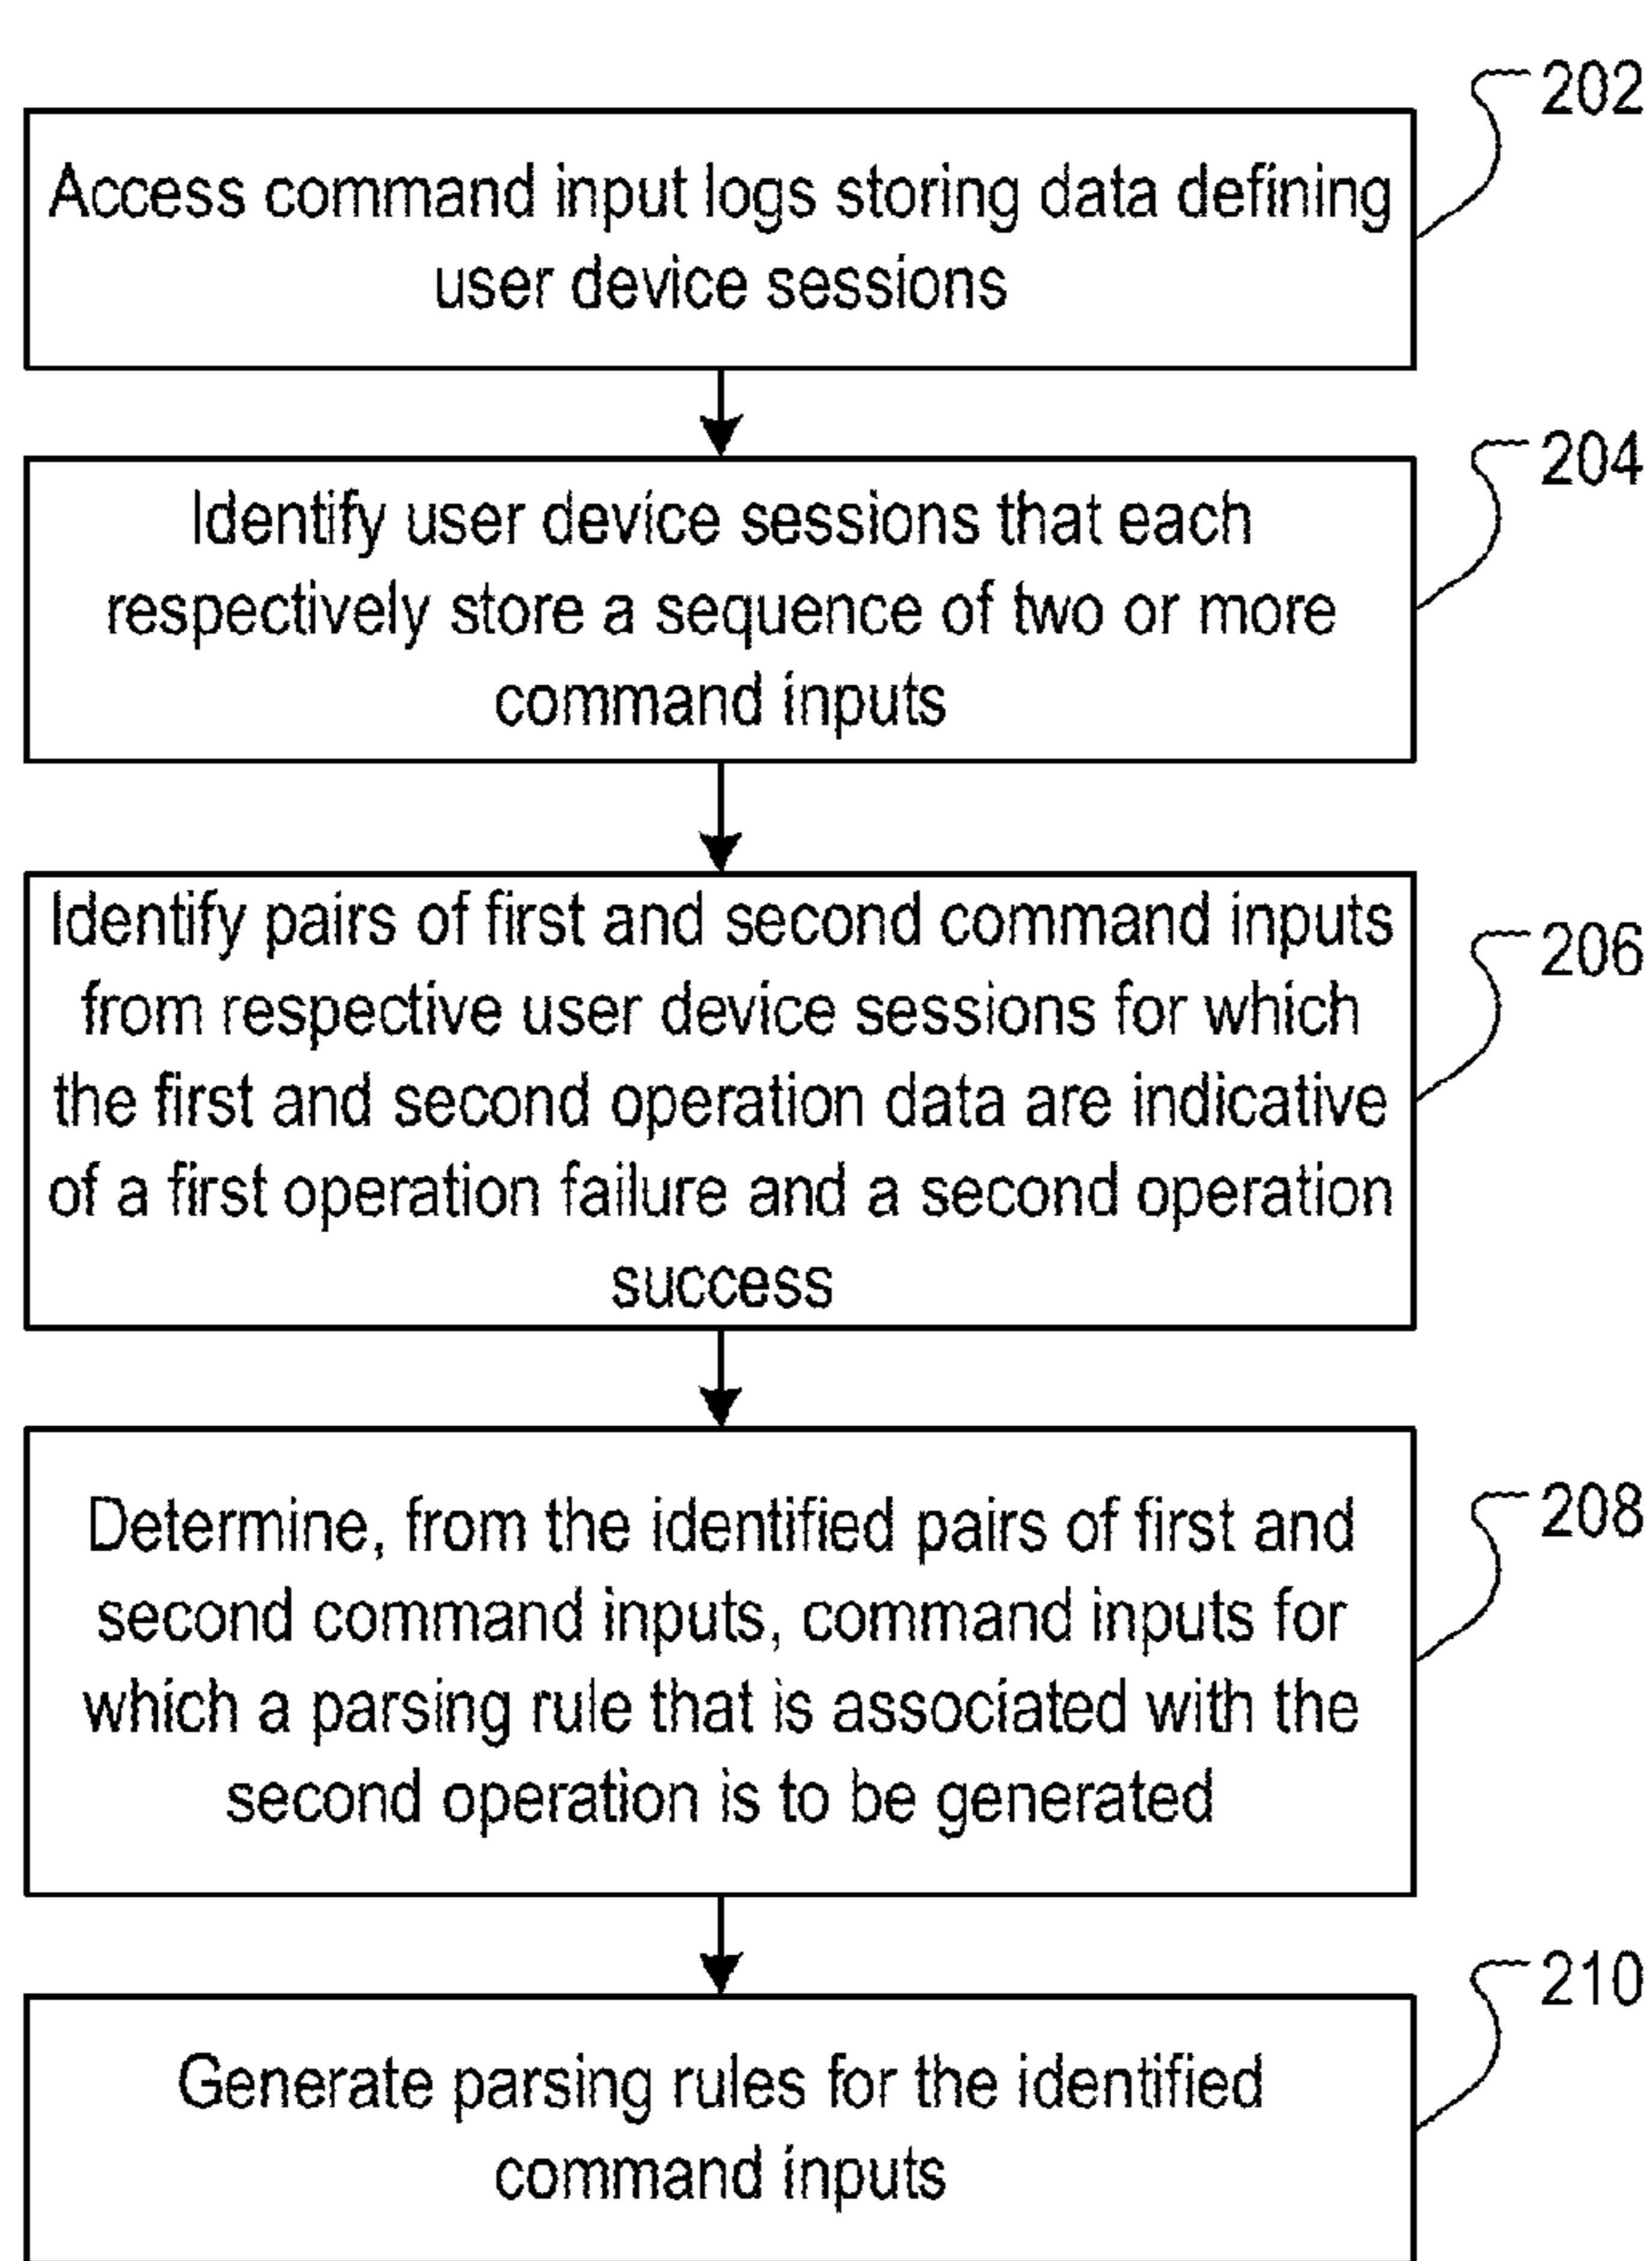 202
Access command input logs storing data defining
user device sessions
204
Identify user device sessions that each
respectively store a sequence of two or more
command inputs
206
Identify pairs of first and second command inputs
from respective user device sessions for which
the first and second operation data are indicative
of a first operation failure and a second operation
success
208
Determine, from the identified pairs of first and
second command inputs, command inputs for
which a parsing rule that is associated with the
second operation is to be generated
210
Generate parsing rules for the identified
command inputs